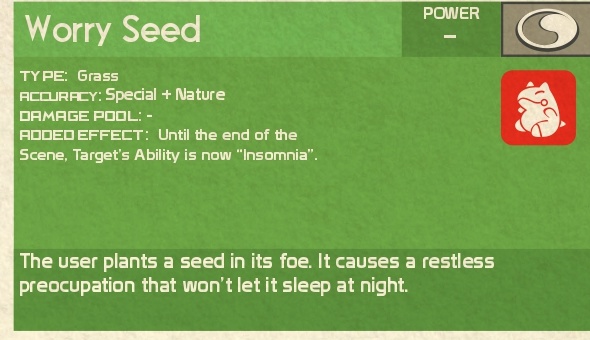 Worry Seed
POWER
–
TYPE: Grass
ACCURACY: Special + Nature
DAMAGE POOL: -
ADDED EFFECT: Until the end of the
Scene, Target's Ability is now "Insomnia".
The user plants a seed in its foe. It causes a restless
preocupation that won't let it sleep at night.